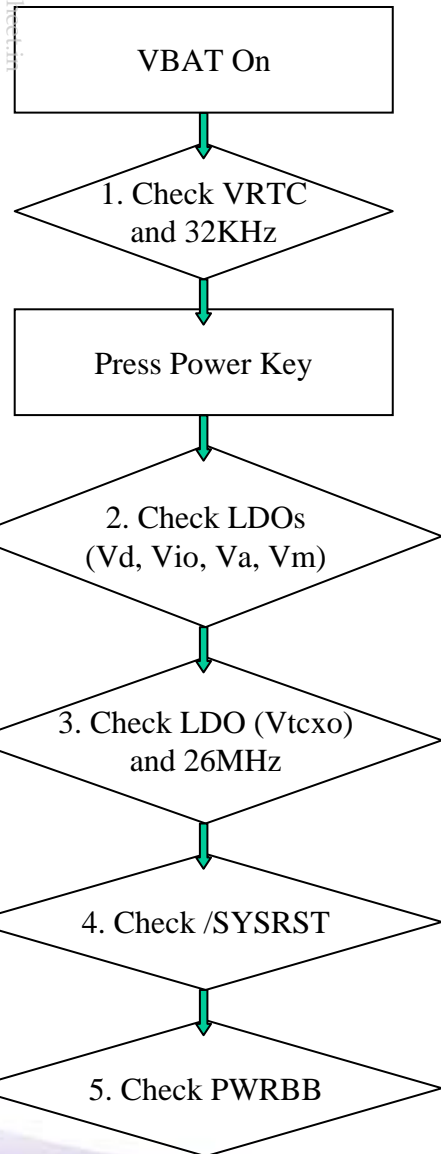 VBAT On
1. Check VRTC
and 32KHz
Press Power Key
2. Check LDOs
(Vd, Vio, Va, Vm)
3. Check LDO (Vtcxo)
and 26MHz
4. Check /SYSRST
5. Check PWRBB